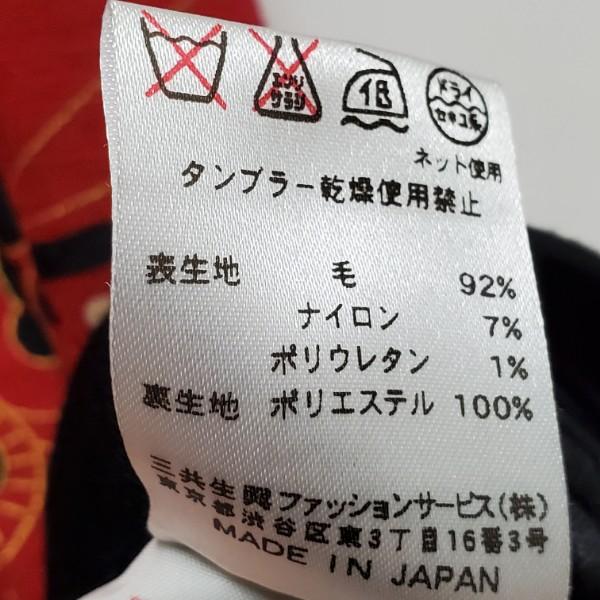 エンソ
サラシ
中
ドライ
セキユ系
ネット使用
タンブラー乾燥使用禁止
表生地 毛 92%
ナイロン 7%
ポリウレタン 1%
裏生地 ポリエステル 100%
三共生興ファッションサービス(株)
東京都渋谷区東3丁目16番3号
MADE IN JAPAN